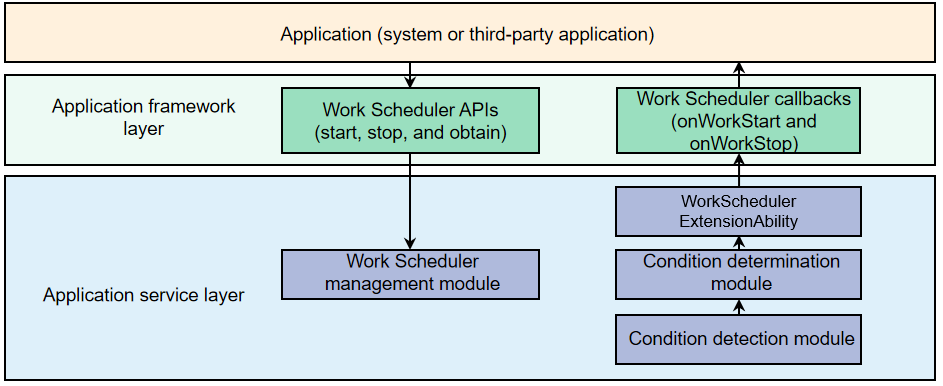 Application (system or third-party application)
Application framework
layer
Work Scheduler APIs
(start, stop, and obtain)
Work Scheduler callbacks
(onWorkStart and
onWorkStop)
WorkScheduler
ExtensionAbility
Work Scheduler
management module
Condition determination
module
Application service layer
Condition detection module